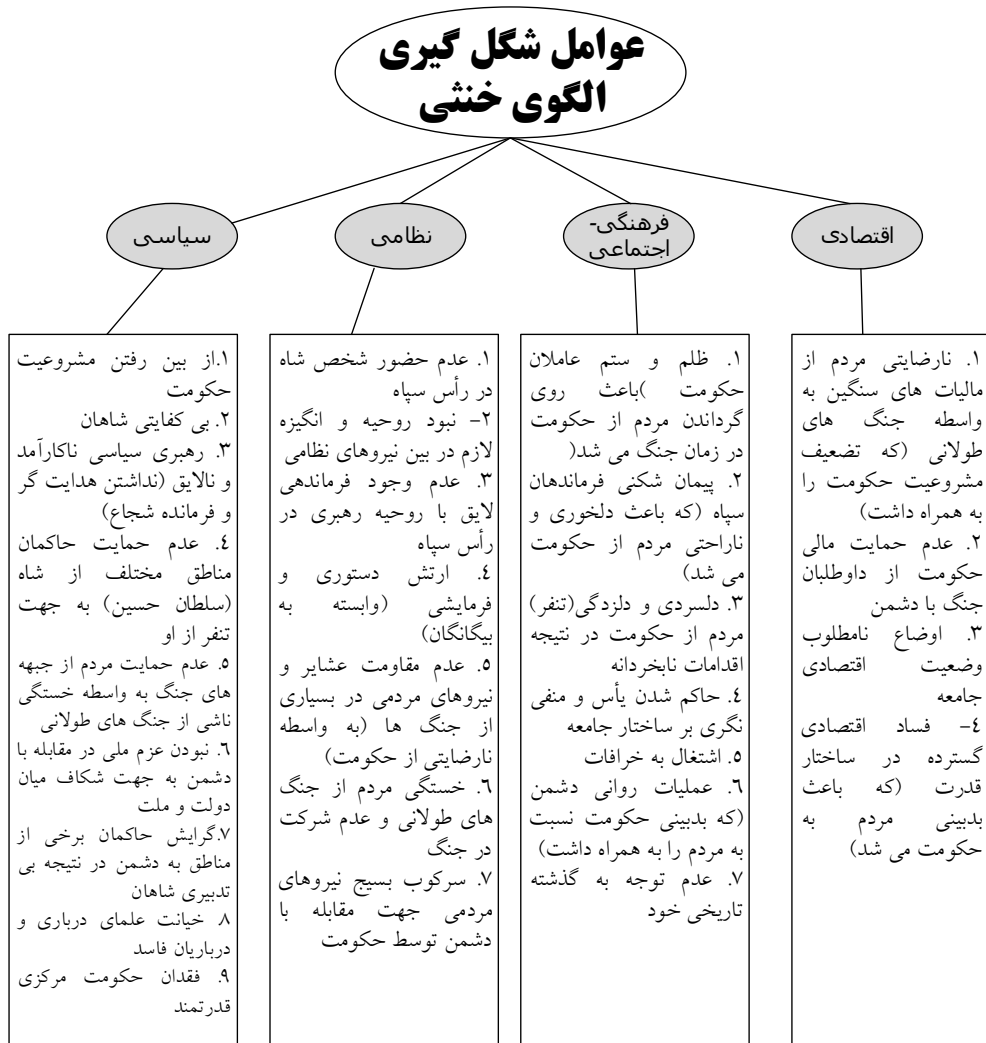 عوامل شگل گیری
الگوی خنثی
اقتصادی
فرهنگی-
اجتماعی
نظامی
سیاسی
۱. نارضایتی مردم از
مالیات های سنگین به
واسطه جنگ های
طولانی (که تضعیف
مشروعیت حکومت را
به همراه داشت)
۲. عدم حمایت مالی
حکومت از داوطلبان
جنگ با دشمن
۳. اوضاع نامطلوب
وضعیت اقتصادی
جامعه
٤- فساد اقتصادی
گسترده در ساختار
قدرت (که باعث
بدبینی مردم به
حکومت می شد)
۱. ظلم و ستم عاملان
حکومت )باعث روی
گرداندن مردم از حکومت
در زمان جنگ می شد(
۲. پیمان شکنی فرماندهان
سپاه (که باعث دلخوری و
ناراحتی مردم از حکومت
می شد)
۳. دلسردی و دلزدگی(تنفر)
مردم از حکومت در نتیجه
اقدامات نابخردانه
٤. حاکم شدن یأس و منفی
نگری بر ساختار جامعه
٥. اشتغال به خرافات
٦. عملیات روانی دشمن
(که بدبینی حکومت نسبت
به مردم را به همراه داشت)
۷. عدم توجه به گذشته
تاریخی خود
۱. عدم حضور شخص شاه
در رأس سپاه
۲- نبود روحیه و انگیزه
لازم در بین نیروهای نظامی
۳. عدم وجود فرماندهی
لایق با روحیه رهبری در
رأس سپاه
٤. ارتش دستوری و
فرمایشی (وابسته به
بیگانگان)
٥. عدم مقاومت عشایر و
نیروهای مردمی در بسیاری
از جنگ ها (به واسطه
نارضایتی از حکومت)
٦. خستگی مردم از جنگ
های طولانی و عدم شرکت
در جنگ
۷. سرکوب بسیج نیروهای
مردمی جهت مقابله با
دشمن توسط حکومت
۱.از بین رفتن مشروعیت
حکومت
۲. بی کفایتی شاهان
۳. رهبری سیاسی ناکارآمد
و نالایق (نداشتن هدایت گر
و فرمانده شجاع)
٤. عدم حمایت حاکمان
مناطق مختلف از شاه
(سلطان حسین) به جهت
تنفر از او
٥. عدم حمایت مردم از جبهه
های جنگ به واسطه خستگی
ناشی از جنگ های طولانی
٦. نبودن عزم ملی در مقابله با
دشمن به جهت شکاف میان
دولت و ملت
۷.گرایش حاکمان برخی از
مناطق به دشمن در نتیجه بی
تدبیری شاهان
۸. خیانت علمای درباری و
درباریان فاسد
۹. فقدان حکومت مرکزی
قدرتمند